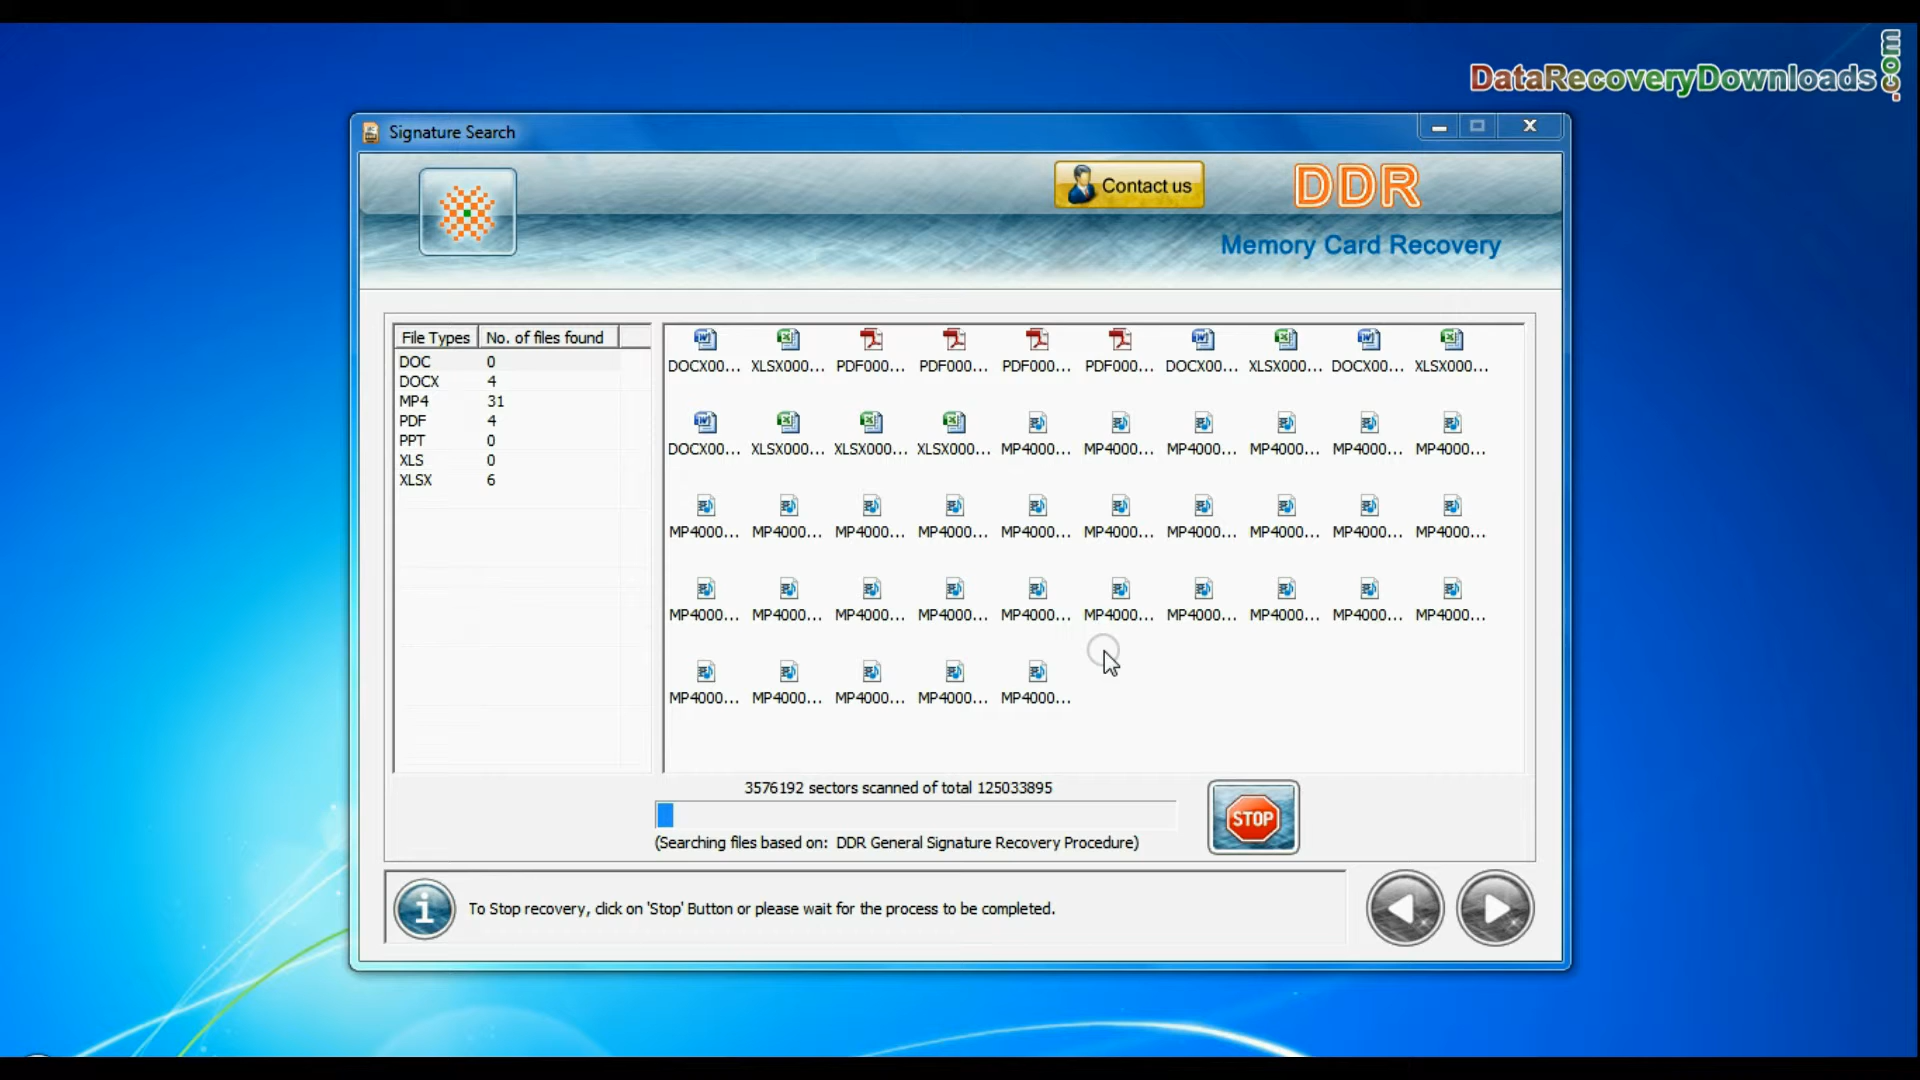 DataRecoveryDownloads.com
Signature Search
Contact us
DDR
Memory Card Recovery
File Types No. of files found
DOC 0
DOCX 4
MP4 31
PDF 4
PPT 0
XLS 0
XLSX 6
DOCX00... XLSX000... PDF000... PDF000... PDF000... PDF000... DOCX00... XLSX000... DOCX00... XLSX000...
DOCX00... XLSX000... XLSX000... XLSX000... MP4000... MP4000... MP4000... MP4000... MP4000... MP4000...
MP4000... MP4000... MP4000... MP4000... MP4000... MP4000... MP4000... MP4000... MP4000... MP4000...
MP4000... MP4000... MP4000... MP4000... MP4000... MP4000... MP4000... MP4000... MP4000... MP4000...
MP4000... MP4000... MP4000... MP4000... MP4000...
3576192 sectors scanned of total 125033895
(Searching files based on: DDR General Signature Recovery Procedure)
STOP
To Stop recovery, click on 'Stop' Button or please wait for the process to be completed.